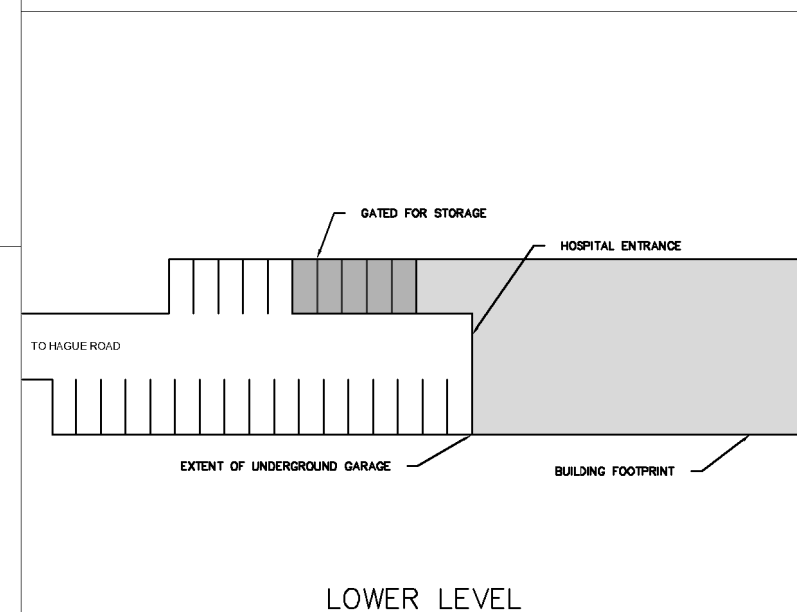 GATED FOR STORAGE
HOSPITAL ENTRANCE
TO HAGUE ROAD
EXTENT OF UNDERGROUND GARAGE
BUILDING FOOTPRINT
LOWER LEVEL